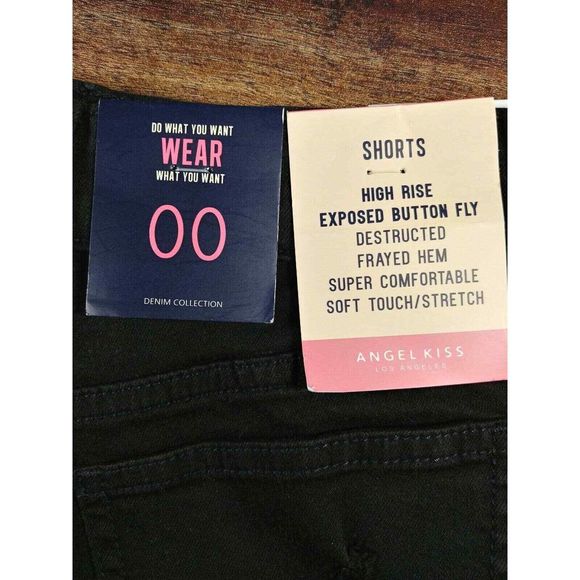 DO WHAT YOU WANT
WEAR
WHAT YOU WANT
00
DENIM COLLECTION
SHORTS
HIGH RISE
EXPOSED BUTTON FLY
DESTRUCTED
FRAYED HEM
SUPER COMFORTABLE
SOFT TOUCH/STRETCH
ANGEL KISS
LOS ANGELES